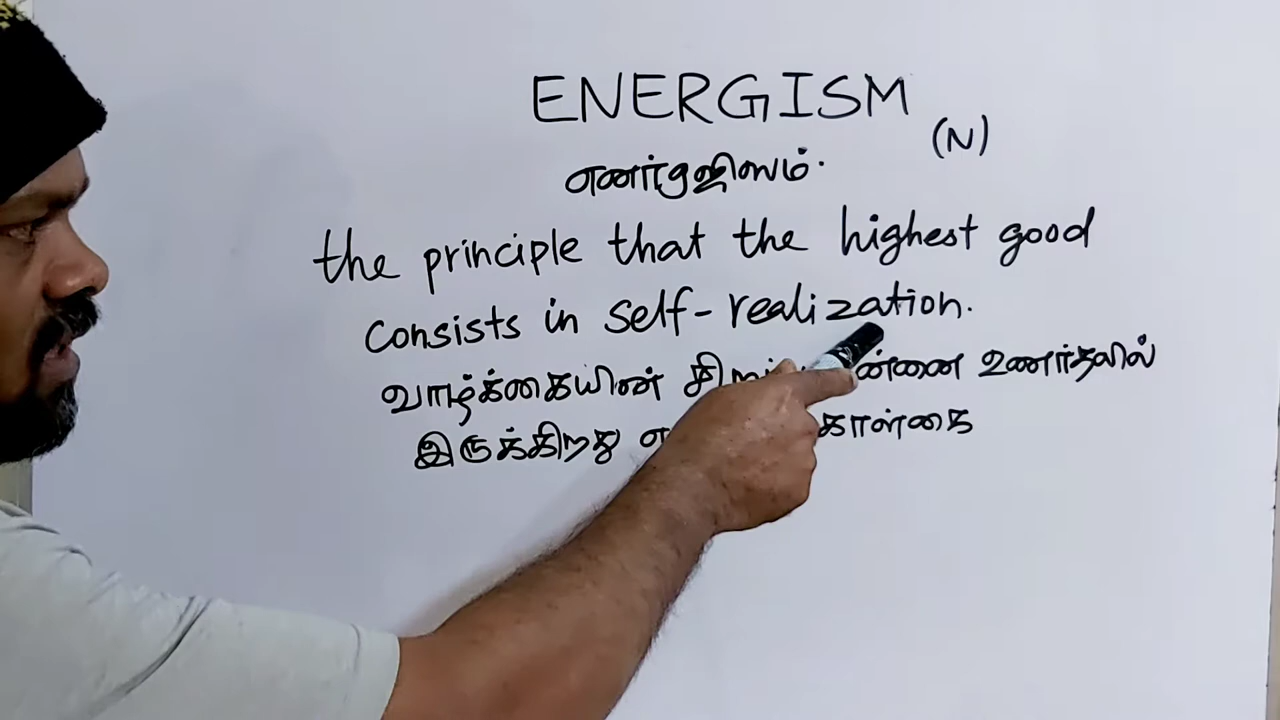 ENERGISM
(N)
எனர்ஜிஸம்.
the principle that the highest good
consists in self-realization.
வாழ்க்கையின் உணர்தலில்
இருக்கிறது